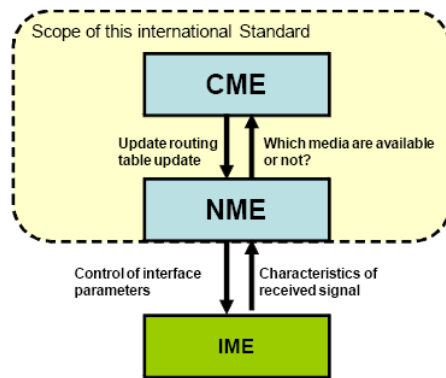 Scope of this international Standard
CME
Update routing
table update
Which media are available
or not?
NME
Control of interface
parameters
Characteristics of
received signal
IME